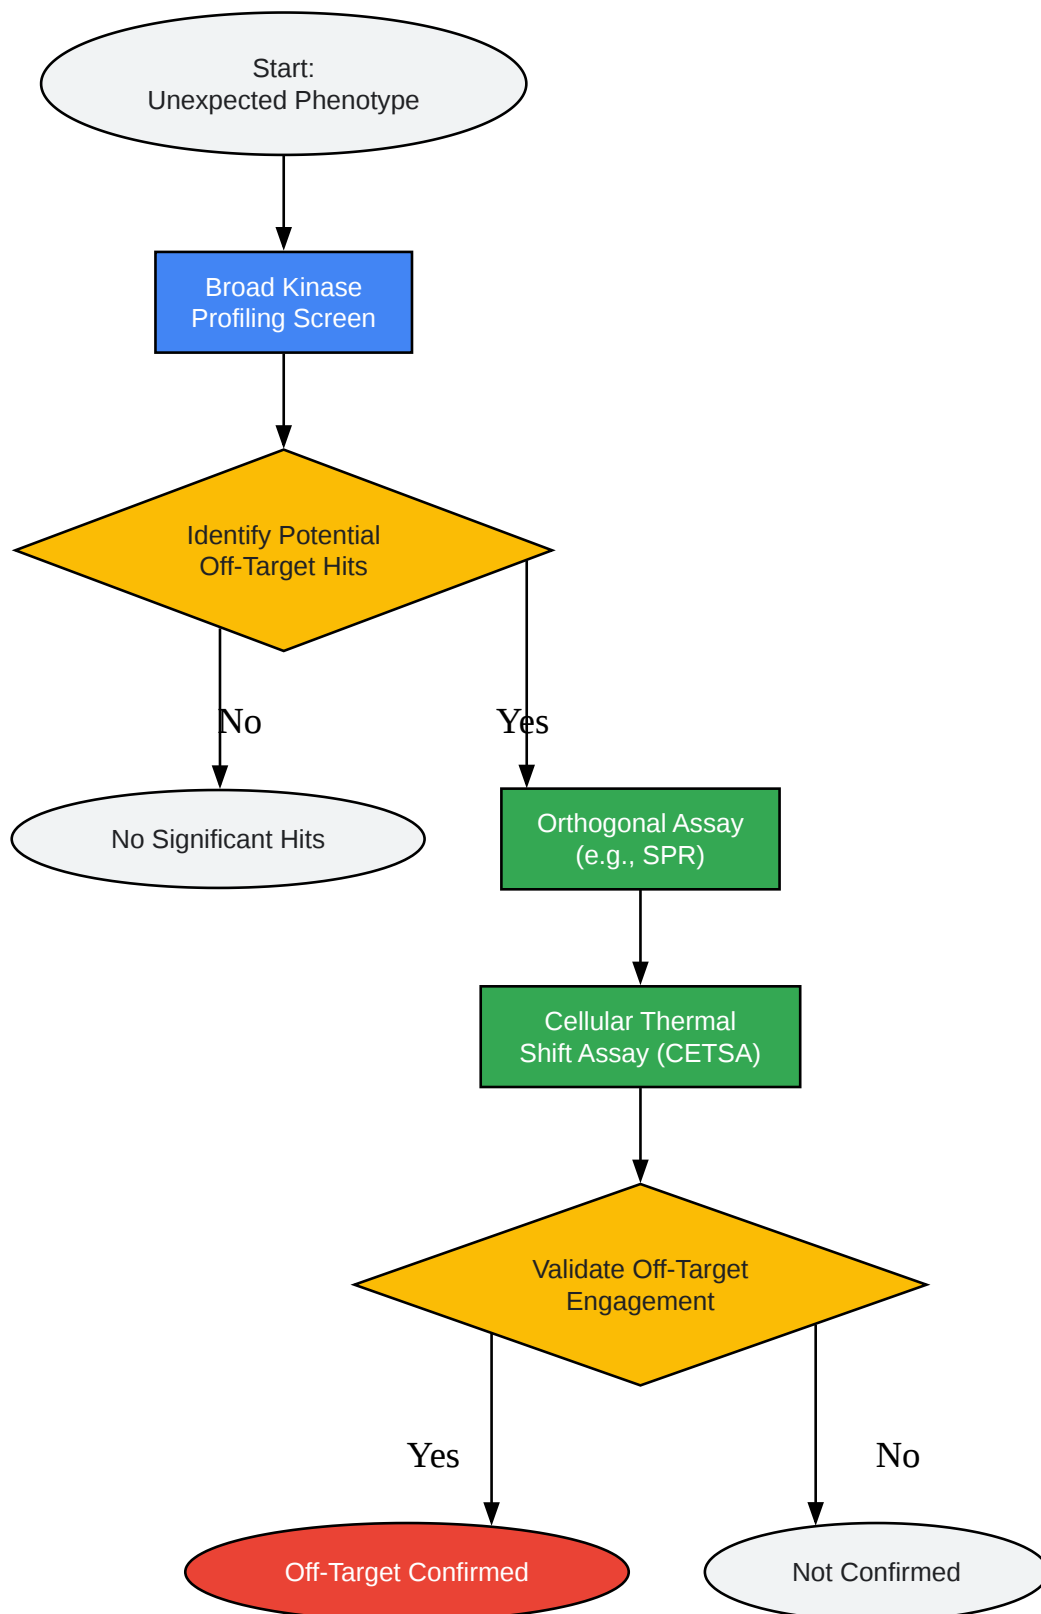 Start:
Unexpected Phenotype
Broad Kinase
Profiling Screen
Identify Potential
Off-Target Hits
No
Yes
No Significant Hits
Orthogonal Assay
(e.g., SPR)
Cellular Thermal
Shift Assay (CETSA)
Validate Off-Target
Engagement
Yes
No
Off-Target Confirmed
Not Confirmed